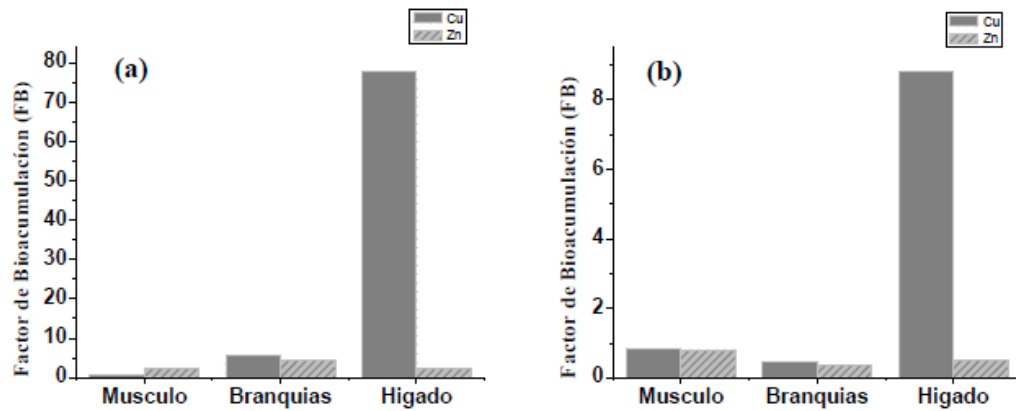 Cu
Zn
(a)
Factor de Bioacumulacíon (FB)
80
70
60
50
40
30
20
10
0
Musculo Branquias Higado
Cu
Zn
(b)
Factor de Bioacumulación (FB)
8
6
4
2
0
Musculo Branquias Higado